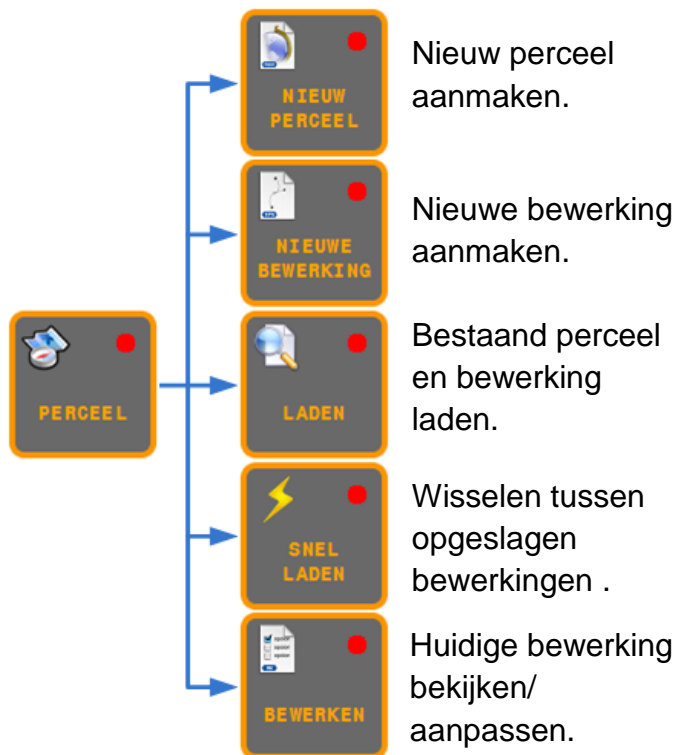 NIEUW
PERCEEL
Nieuw perceel
aanmaken.
NIEUWE
BEWERKING
Nieuwe bewerking
aanmaken.
PERCEEL
LADEN
Bestaand perceel
en bewerking
laden.
SNEL
LADEN
Wisselen tussen
opgeslagen
bewerkingen .
BEWERKEN
Huidige bewerking
bekijken/
aanpassen.